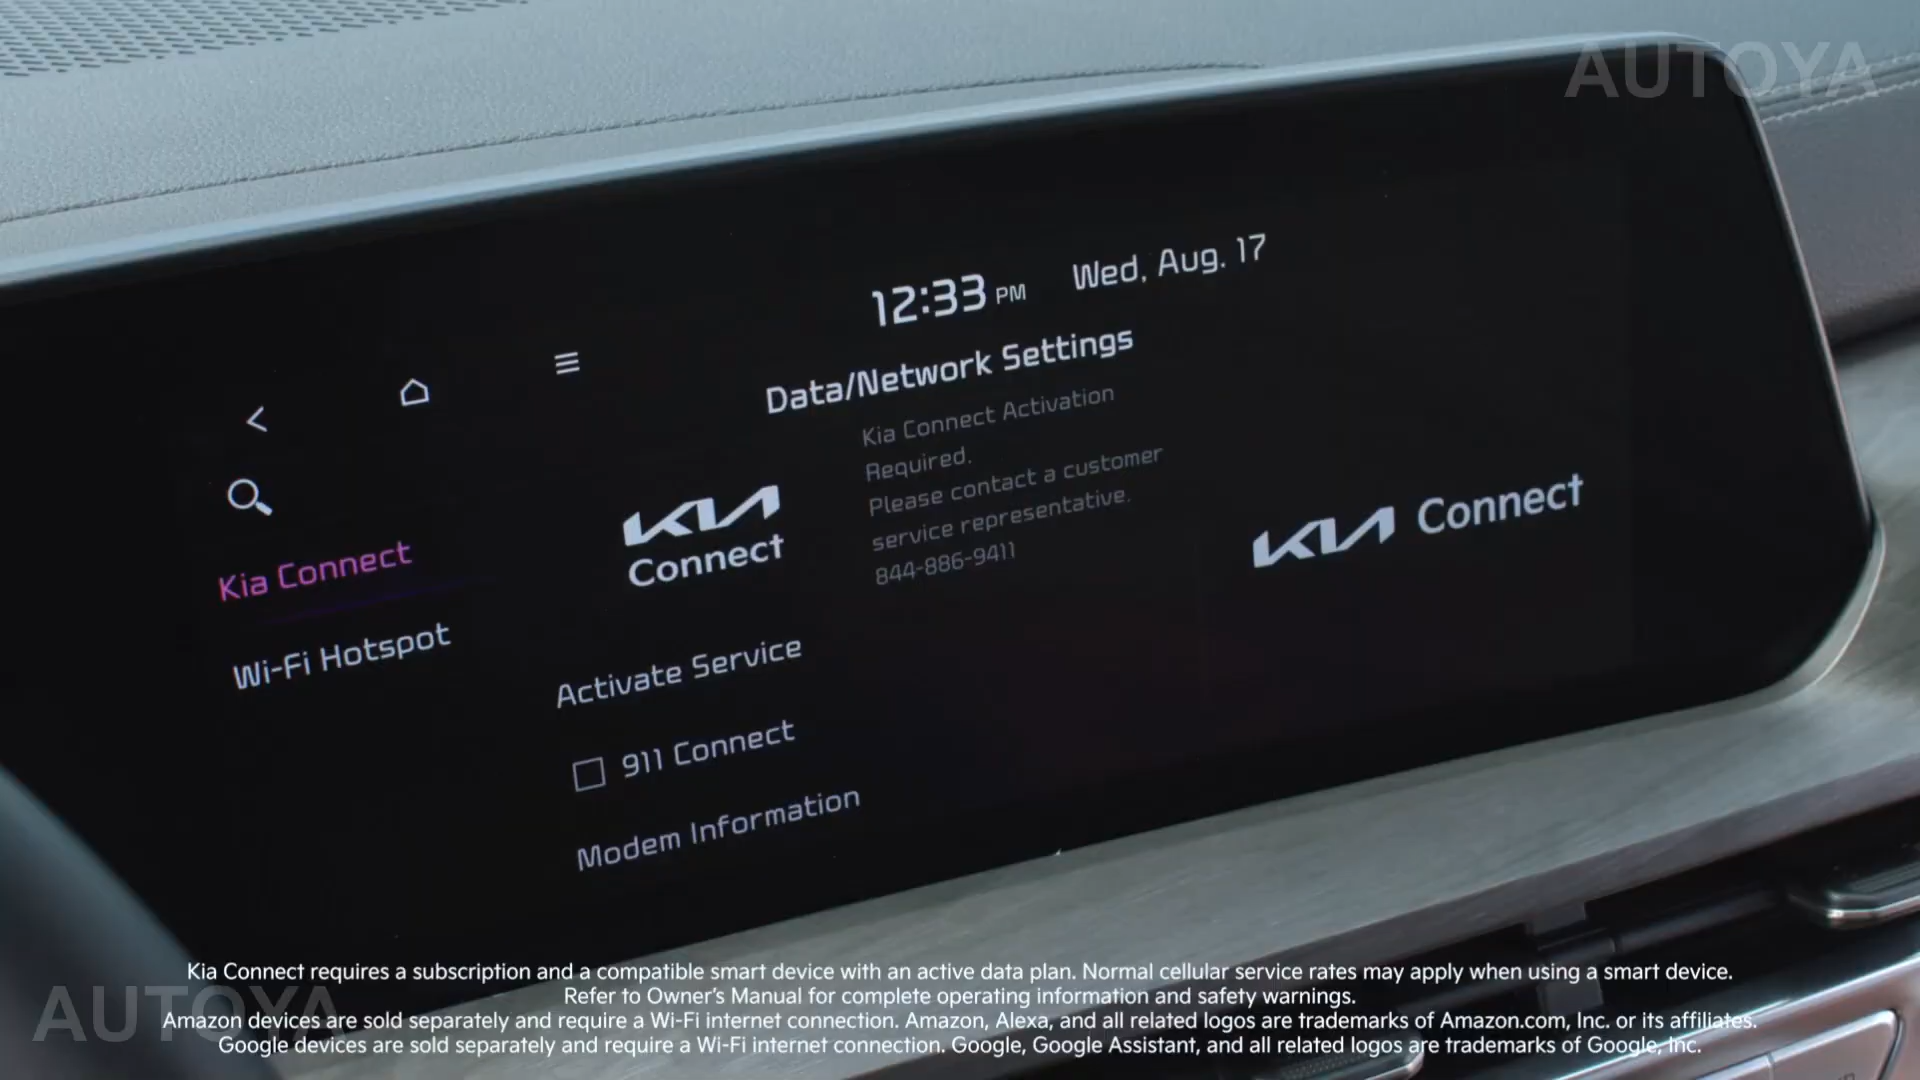 AUTOYA
12:33 PM Wed, Aug. 17
Data/Network Settings
Kia Connect
Wi-Fi Hotspot
KIA
Connect
Kia Connect Activation
Required.
Please contact a customer
service representative.
844-886-9411
KIA Connect
Activate Service
911 Connect
Modem Information
AUTOYA
Kia Connect requires a subscription and a compatible smart device with an active data plan. Normal cellular service rates may apply when using a smart device.
Refer to Owner's Manual for complete operating information and safety warnings.
Amazon devices are sold separately and require a Wi-Fi internet connection. Amazon, Alexa, and all related logos are trademarks of Amazon.com, Inc. or its affiliates.
Google devices are sold separately and require a Wi-Fi internet connection. Google, Google Assistant, and all related logos are trademarks of Google, Inc.